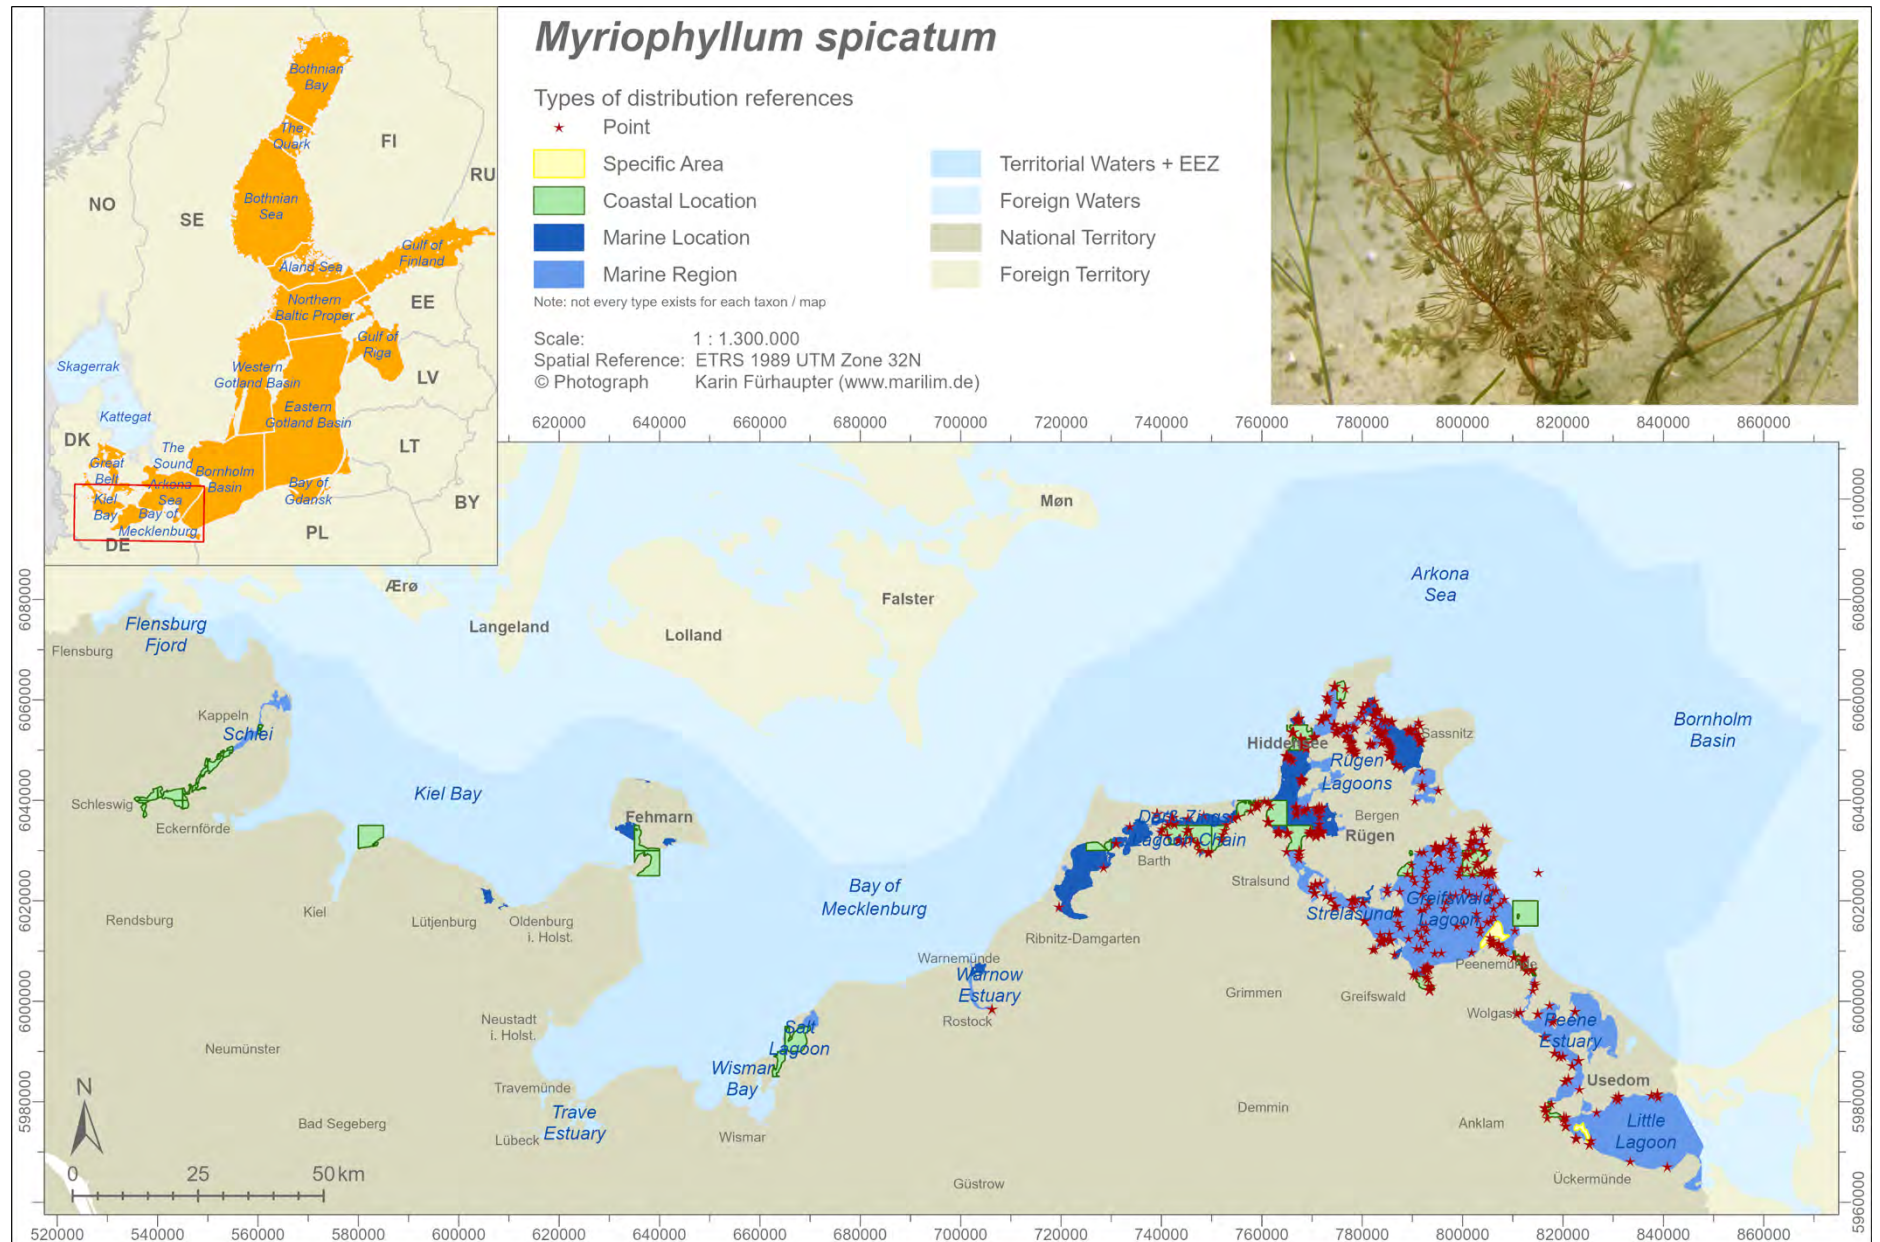 Myriophyllum spicatum
Types of distribution references
Point
Specific Area
Coastal Location
Marine Location
Marine Region
Territorial Waters + EEZ
Foreign Waters
National Territory
Foreign Territory
Note: not every type exists for each taxon / map
Scale: 1 : 1.300.000
Spatial Reference: ETRS 1989 UTM Zone 32N
© Photograph Karin Fürhaupter (www.marilim.de)
Bothnian
Bay
The
Quark
FI
RU
NO
SE
Bothnian
Sea
Gulf of
Finland
Åland Sea
Northern
Baltic Proper
EE
Gulf of
Riga
Skagerrak
Western
Gotland Basin
LV
Kattegat
Eastern
Gotland Basin
DK
The
Sound
LT
Great
Belt
Bornholm
Basin
Arkona
Sea
Kiel
Bay
Bay of
Gdansk
BY
Bay of
Mecklenburg
PL
DE
620000 640000 660000 680000 700000 720000 740000 760000 780000 800000 820000 840000 860000
6100000
6080000
6060000
6040000
6020000
6000000
5980000
5960000
6080000
6060000
6040000
6020000
6000000
5980000
Møn
Ærø
Arkona
Sea
Falster
Langeland
Lolland
Flensburg
Fjord
Flensburg
Kappeln
Schlei
Bornholm
Basin
Hiddensee
Sassnitz
Rügen
Lagoons
Kiel Bay
Schleswig
Eckernförde
Fehmarn
Darß-Zingst
Lagoon Chain
Bergen
Rügen
Barth
Stralsund
Bay of
Mecklenburg
Greifswald
Lagoon
Strelasund
Rendsburg
Kiel
Lütjenburg
Oldenburg
i. Holst.
Ribnitz-Damgarten
Warnemünde
Warnow
Estuary
Rostock
Peenemünde
Grimmen
Greifswald
Wolgast
Peene
Estuary
Neustadt
i. Holst.
Salt
Lagoon
Neumünster
Wismar
Bay
Usedom
Travemünde
Trave
Estuary
Demmin
Anklam
Little
Lagoon
Bad Segeberg
Lübeck
Wismar
Güstrow
Ückermünde
N
0 25 50 km
520000 540000 560000 580000 600000 620000 640000 660000 680000 700000 720000 740000 760000 780000 800000 820000 840000 860000